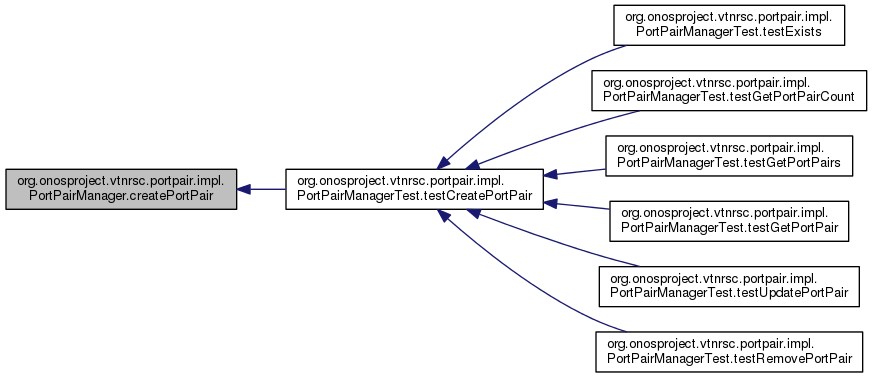 org.onosproject.vtnrsc.portpair.impl.
PortPairManager.createPortPair
org.onosproject.vtnrsc.portpair.impl.
PortPairManagerTest.testCreatePortPair
org.onosproject.vtnrsc.portpair.impl.
PortPairManagerTest.testExists
org.onosproject.vtnrsc.portpair.impl.
PortPairManagerTest.testGetPortPairCount
org.onosproject.vtnrsc.portpair.impl.
PortPairManagerTest.testGetPortPairs
org.onosproject.vtnrsc.portpair.impl.
PortPairManagerTest.testGetPortPair
org.onosproject.vtnrsc.portpair.impl.
PortPairManagerTest.testUpdatePortPair
org.onosproject.vtnrsc.portpair.impl.
PortPairManagerTest.testRemovePortPair